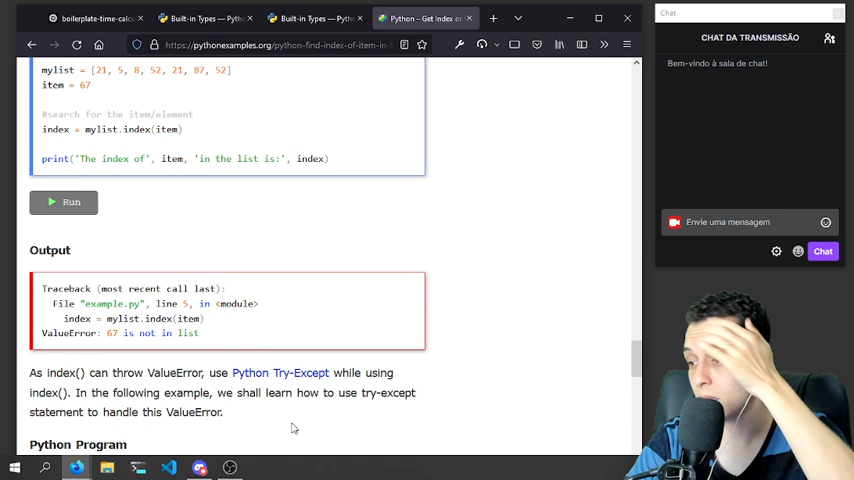 boilerplate-time-calcu
Built-in Types — Python
Built-in Types — Python
Python – Get Index or
https://pythonexamples.org/python-find-index-of-item-in-
mylist = [21, 5, 8, 52, 21, 87, 52]
item = 67
#search for the item/element
index = mylist.index(item)
print('The index of', item, 'in the list is:', index)
Run
Output
Traceback (most recent call last):
File "example.py", line 5, in <module>
index = mylist.index(item)
ValueError: 67 is not in list
As index() can throw ValueError, use Python Try-Except while using
index(). In the following example, we shall learn how to use try-except
statement to handle this ValueError.
Python Program
Chat
CHAT DA TRANSMISSÃO
Bem-vindo à sala de chat!
Envie uma mensagem
Chat